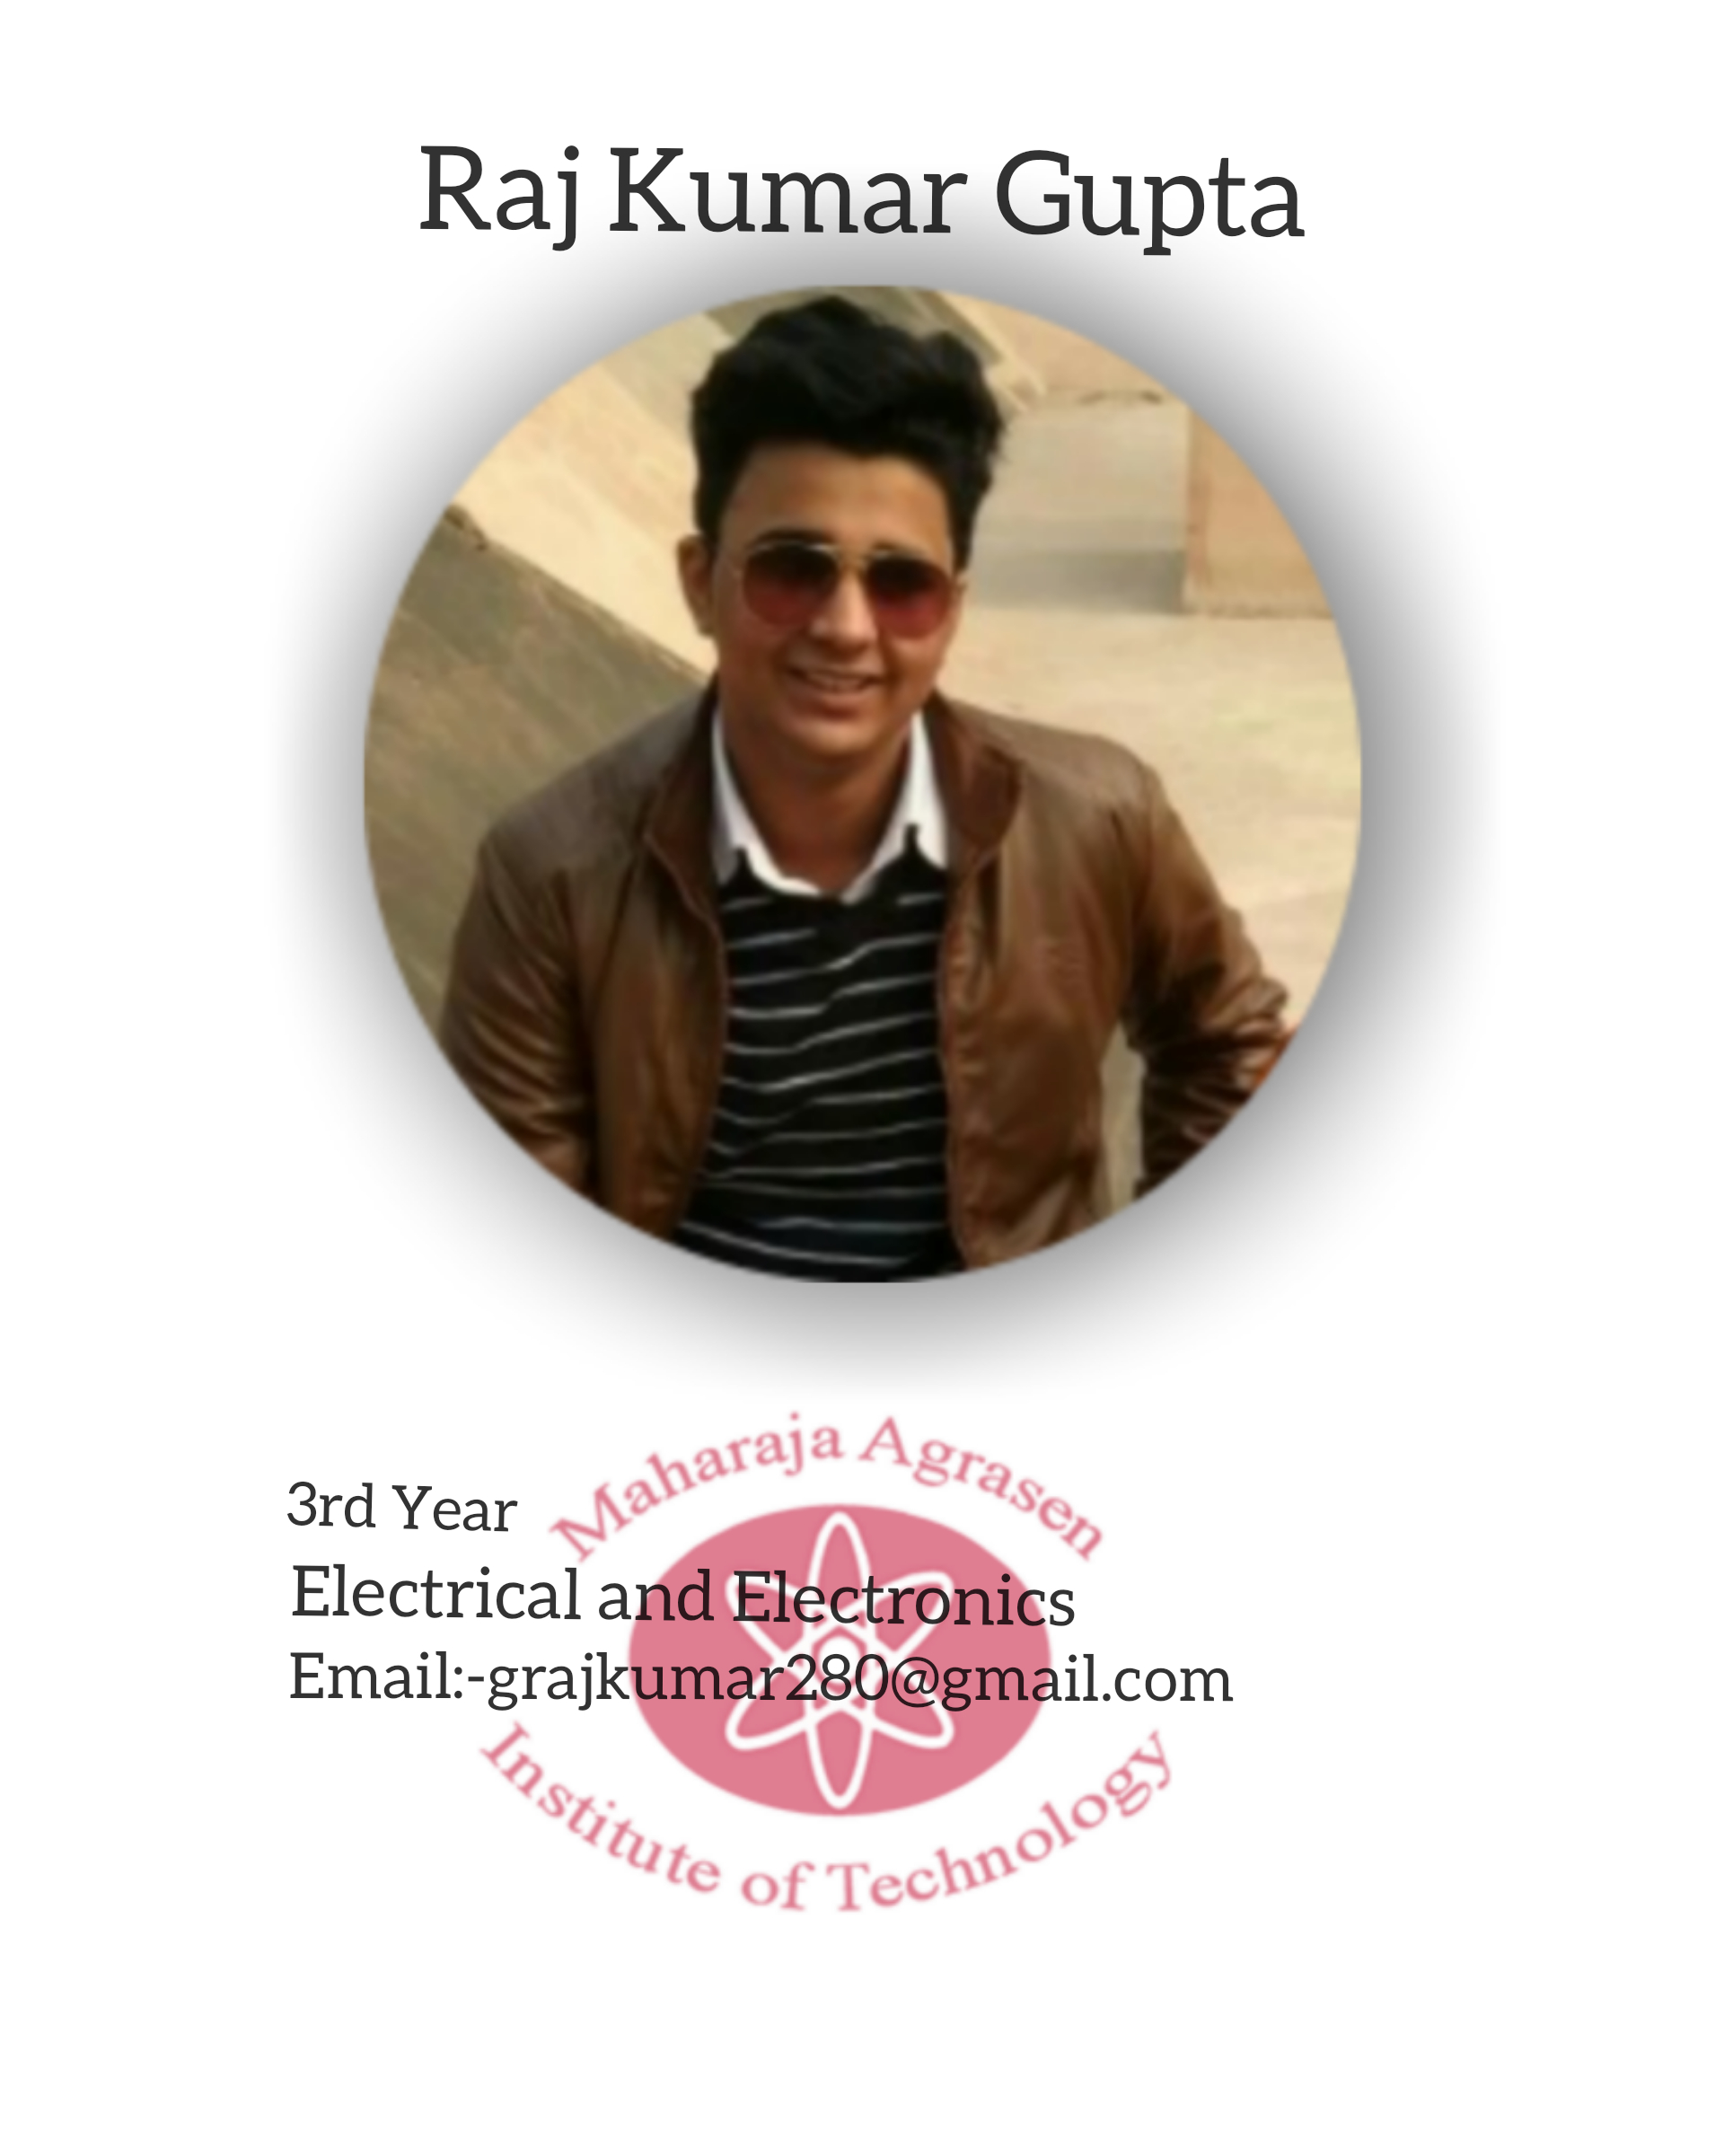 Raj Kumar Gupta
Maharaja Agrasen
3rd Year
Electrical and Electronics
Email:-grajkumar280@gmail.com
Institute of Technology